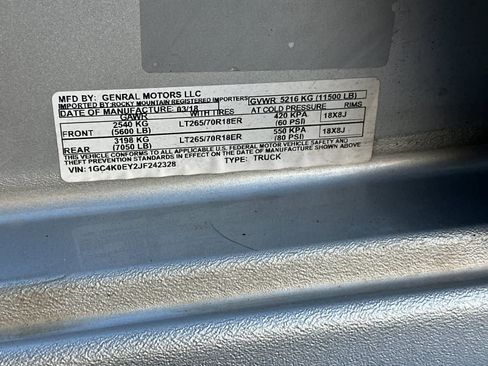 MFD BY: GENRAL MOTORS LLC
IMPORTED BY:ROCKY MOUNTAIN REGISTERED IMPORTERS GVWR 5216 KG (11500 LB)
DATE OF MANUFACTURE: 03/18 WITH TIRES AT COLD PRESSURE RIMS
GAWR
FRONT 2540 KG (5600 LB) LT265/70R18ER 420 KPA (60 PSI) 18X8J
REAR 3198 KG (7050 LB) LT265/70R18ER 550 KPA (80 PSI) 18X8J
THIS VEHICLE CONFORMS TO ALL APPLICABLE U.S. FEDERAL MOTOR VEHICLE SAFETY AND
THEFT PREVENTION STANDARDS IN EFFECT ON THE DATE OF MANUFACTURE SHOWN ABOVE
VIN: 1GC4K0EY2JF242328 TYPE: TRUCK